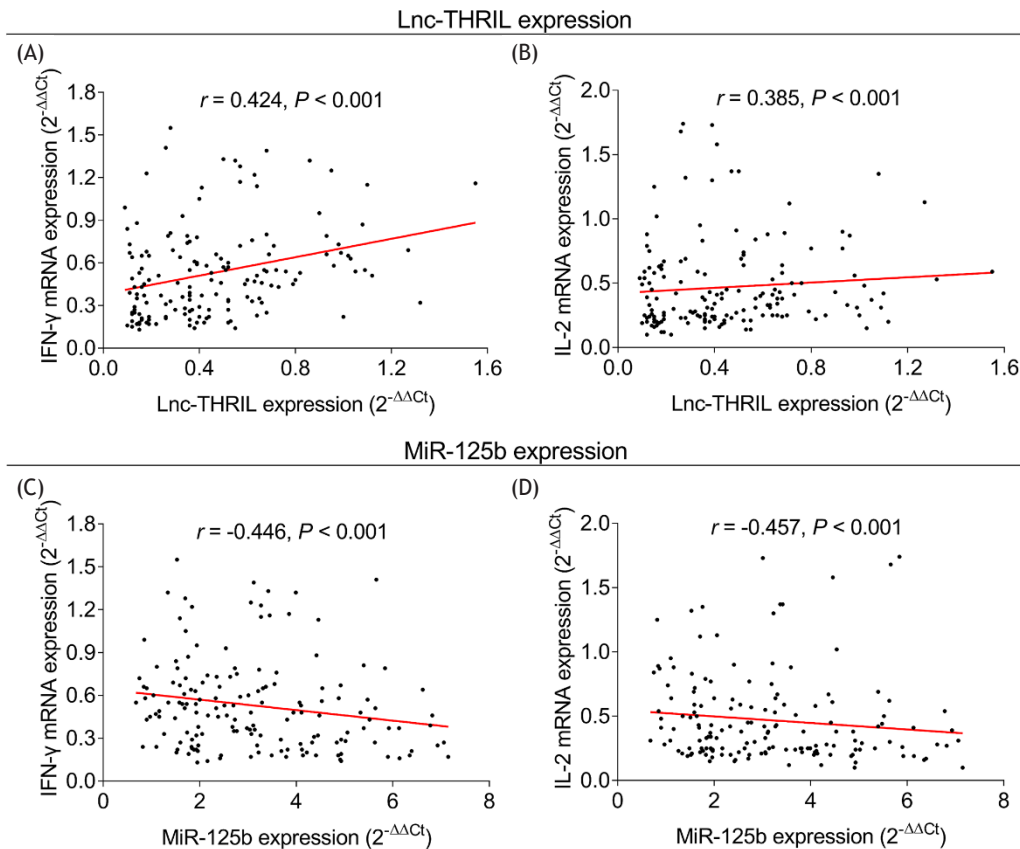 Lnc-THRIL expression
(A)
r = 0.424, P < 0.001
IFN-γ mRNA expression (2-ΔΔCt)
1.8
1.5
1.2
0.9
0.6
0.3
0.0
0.0 0.4 0.8 1.2 1.6
Lnc-THRIL expression (2-ΔΔCt)
(B)
r = 0.385, P < 0.001
IL-2 mRNA expression (2-ΔΔCt)
2.0
1.5
1.0
0.5
0.0
0.0 0.4 0.8 1.2 1.6
Lnc-THRIL expression (2-ΔΔCt)
MiR-125b expression
(C)
r = -0.446, P < 0.001
IFN-γ mRNA expression (2-ΔΔCt)
1.8
1.5
1.2
0.9
0.6
0.3
0.0
0 2 4 6 8
MiR-125b expression (2-ΔΔCt)
(D)
r = -0.457, P < 0.001
IL-2 mRNA expression (2-ΔΔCt)
2.0
1.5
1.0
0.5
0.0
0 2 4 6 8
MiR-125b expression (2-ΔΔCt)